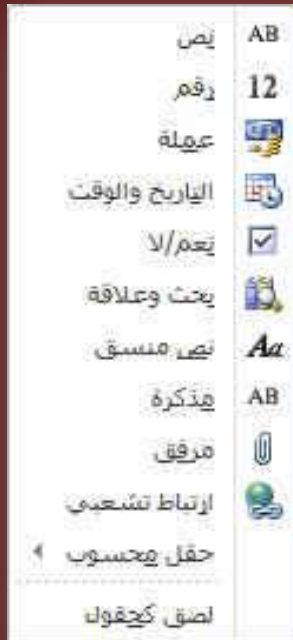 نص AB
رقم 12
عملة
التاريخ والوقت
نعم/لا
بحث وعلاقة
نص منسق Aa
مذكرة AB
مرفق
ارتباط تشعبي
حقل محسوب
لصق كحقول